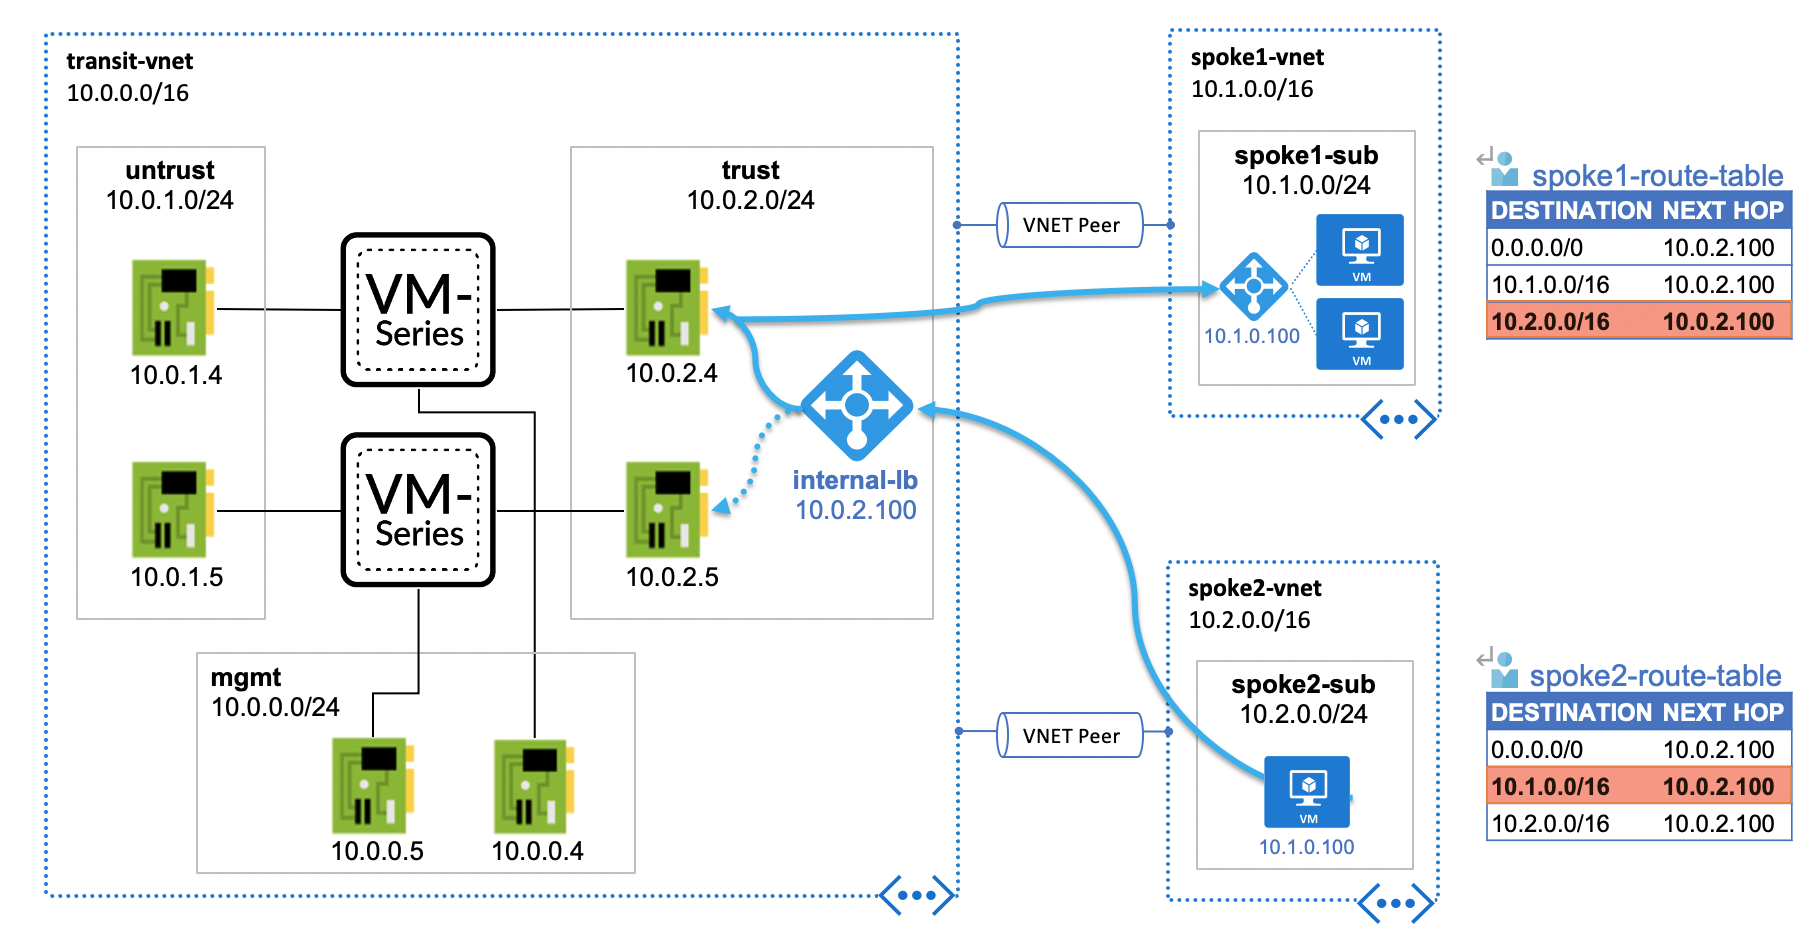 transit-vnet
10.0.0.0/16
untrust
10.0.1.0/24
10.0.1.4
10.0.1.5
VM-
Series
VM-
Series
trust
10.0.2.0/24
10.0.2.4
10.0.2.5
internal-lb
10.0.2.100
mgmt
10.0.0.0/24
10.0.0.5
10.0.0.4
VNET Peer
VNET Peer
spoke1-vnet
10.1.0.0/16
spoke1-sub
10.1.0.0/24
VM
VM
10.1.0.100
spoke1-route-table
DESTINATION NEXT HOP
0.0.0.0/0 10.0.2.100
10.1.0.0/16 10.0.2.100
10.2.0.0/16 10.0.2.100
spoke2-vnet
10.2.0.0/16
spoke2-sub
10.2.0.0/24
VM
10.1.0.100
spoke2-route-table
DESTINATION NEXT HOP
0.0.0.0/0 10.0.2.100
10.1.0.0/16 10.0.2.100
10.2.0.0/16 10.0.2.100